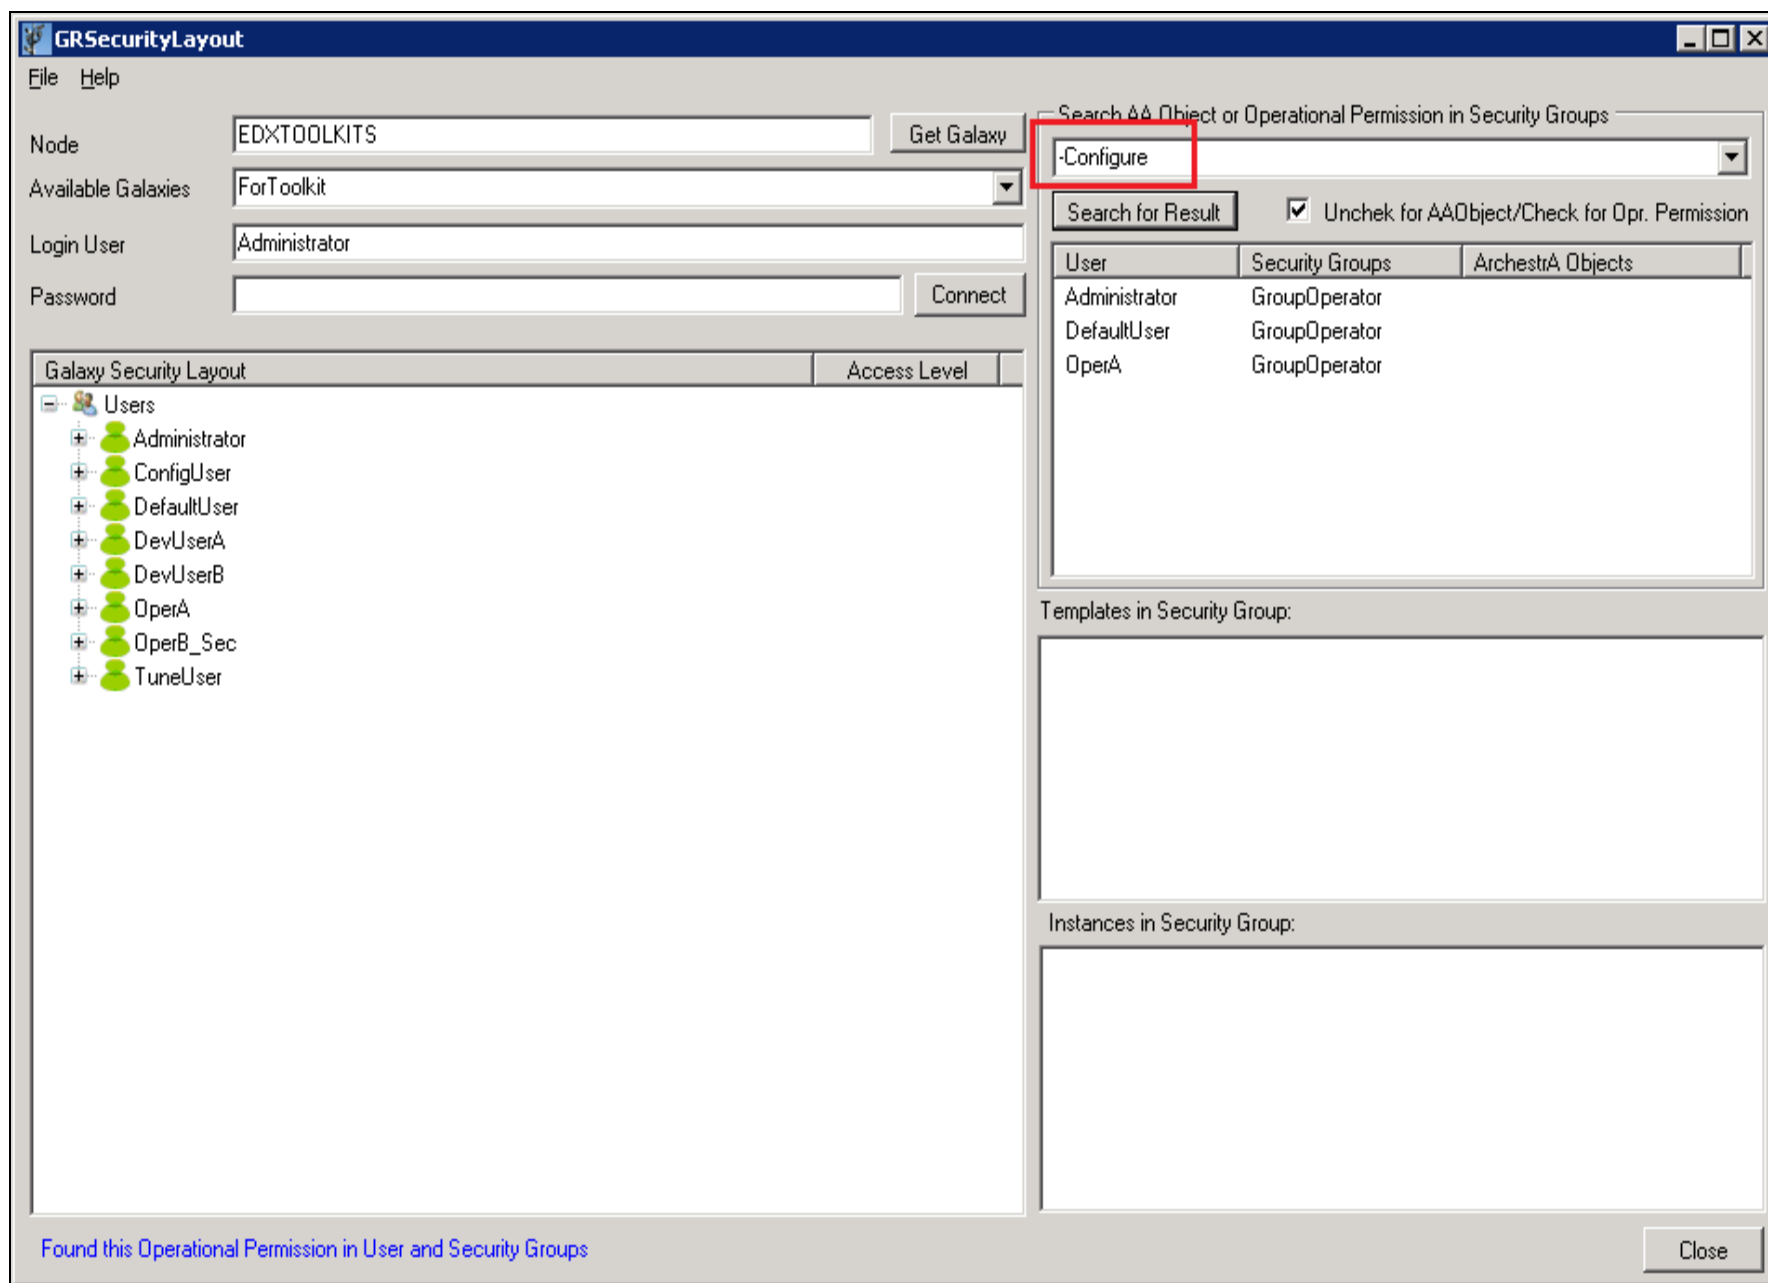 GRSecurityLayout
File Help
Node
EDXTOOLKITS
Get Galaxy
Available Galaxies
ForToolkit
Login User
Administrator
Password
Connect
Galaxy Security Layout
Access Level
Users
Administrator
ConfigUser
DefaultUser
DevUserA
DevUserB
OperA
OperB_Sec
TuneUser
Found this Operational Permission in User and Security Groups
Search AA Object or Operational Permission in Security Groups
-Configure
Search for Result
Unchek for AAObject/Check for Opr. Permission
User Security Groups ArchestrA Objects
Administrator GroupOperator
DefaultUser GroupOperator
OperA GroupOperator
Templates in Security Group:
Instances in Security Group:
Close